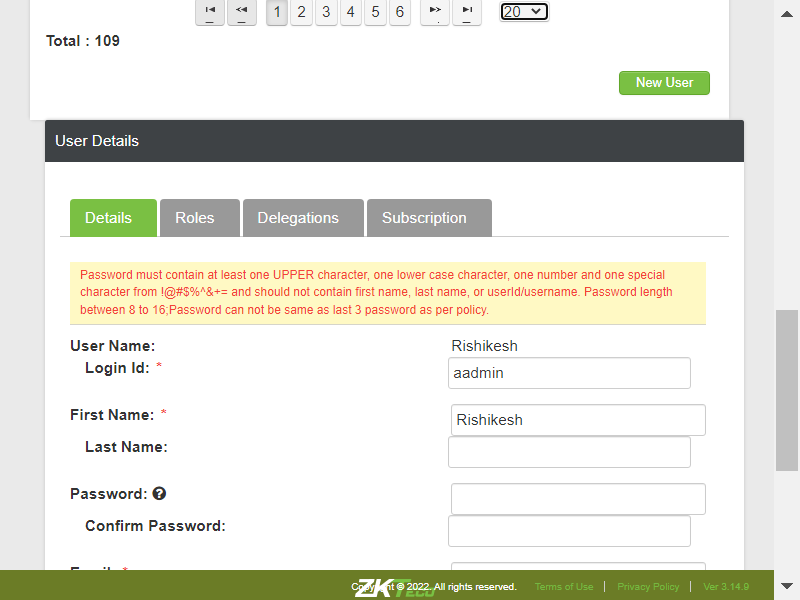 1 2 3 4 5 6 20
Total : 109
New User
User Details
Details Roles Delegations Subscription
Password must contain at least one UPPER character, one lower case character, one number and one special
character from !@#$%^&+= and should not contain first name, last name, or userId/username. Password length
between 8 to 16;Password can not be same as last 3 password as per policy.
User Name: Rishikesh
Login Id: * aadmin
First Name: * Rishikesh
Last Name:
Password: ?
Confirm Password:
Copyright © 2022. All rights reserved. Terms of Use | Privacy Policy | Ver 3.14.9
ZKTeco